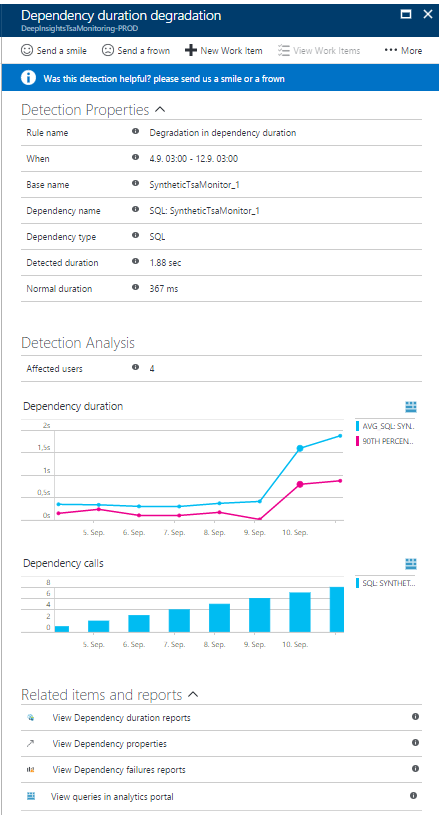 Dependency duration degradation
DeepInsightsTsaMonitoring-PROD
Send a smile Send a frown New Work Item View Work Items More
Was this detection helpful? please send us a smile or a frown
Detection Properties
Rule name Degradation in dependency duration
When 4.9. 03:00 - 12.9. 03:00
Base name SyntheticTsaMonitor_1
Dependency name SQL: SyntheticTsaMonitor_1
Dependency type SQL
Detected duration 1.88 sec
Normal duration 367 ms
Detection Analysis
Affected users 4
Dependency duration
2s
AVG SQL: SYN..
1,5s
90TH PERCEN...
1s
0,5s
0s
5. Sep. 6. Sep. 7. Sep. 8. Sep. 9. Sep. 10. Sep.
Dependency calls
8
SQL: SYNTHET...
6
4
2
0
5. Sep. 6. Sep. 7. Sep. 8. Sep. 9. Sep. 10. Sep.
Related items and reports
View Dependency duration reports
View Dependency properties
View Dependency failures reports
View queries in analytics portal